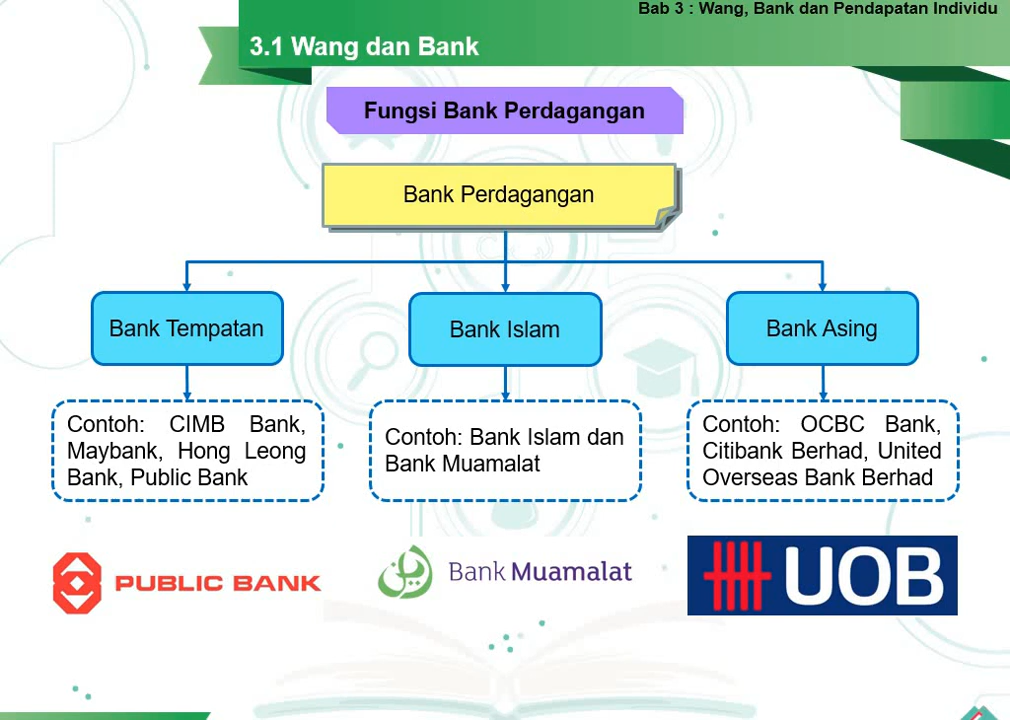 Bab 3 : Wang, Bank dan Pendapatan Individu
3.1 Wang dan Bank
Fungsi Bank Perdagangan
Bank Perdagangan
Bank Tempatan
Bank Islam
Bank Asing
Contoh: CIMB Bank,
Maybank, Hong Leong
Bank, Public Bank
Contoh: Bank Islam dan
Bank Muamalat
Contoh: OCBC Bank,
Citibank Berhad, United
Overseas Bank Berhad
PUBLIC BANK
Bank Muamalat
UOB